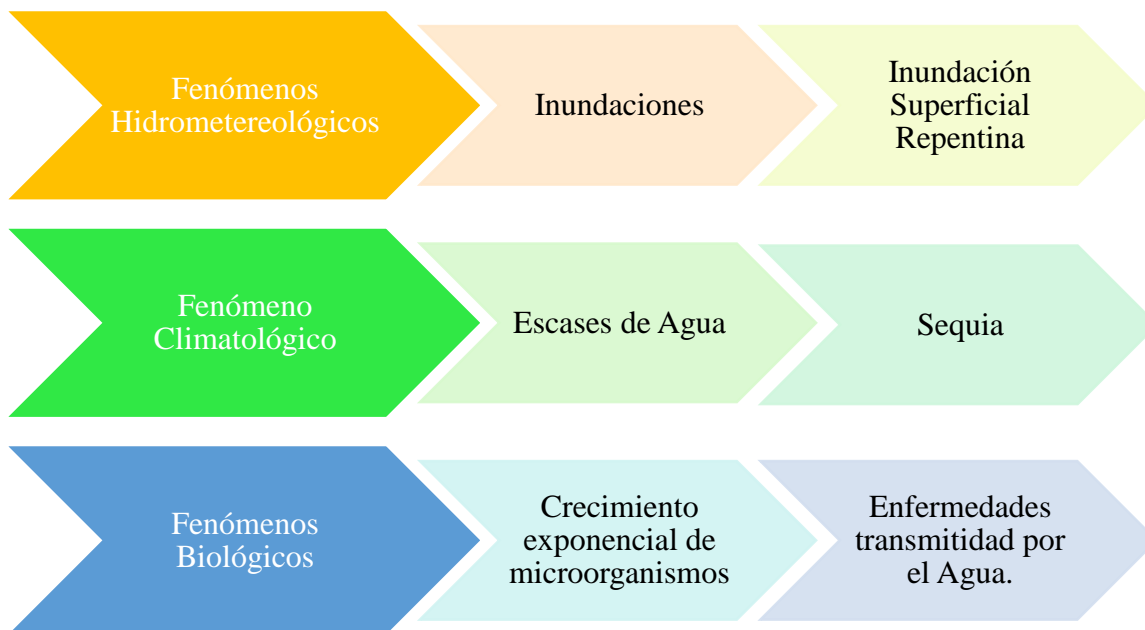 Fenómenos
Hidrometereológicos
Inundaciones
Inundación
Superficial
Repentina
Fenómeno
Climatológico
Escases de Agua
Sequia
Fenómenos
Biológicos
Crecimiento
exponencial de
microorganismos
Enfermedades
transmitidad por
el Agua.